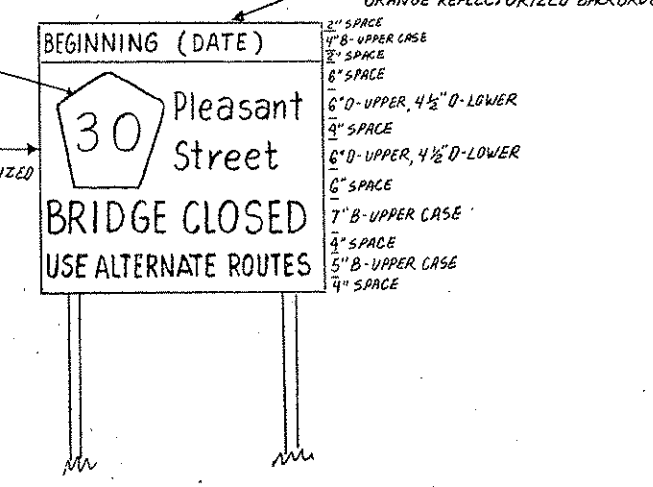 ORANGE REFLECTORIZED
2" SPACE
BEGINNING (DATE)
4" B-UPPER CASE
2" SPACE
6" SPACE
30
Pleasant
6" D-UPPER, 4½" D-LOWER
4" SPACE
Street
6" D-UPPER, 4½" D-LOWER
6" SPACE
BRIDGE CLOSED
7" B-UPPER CASE
4" SPACE
USE ALTERNATE ROUTES
5" B-UPPER CASE
4" SPACE